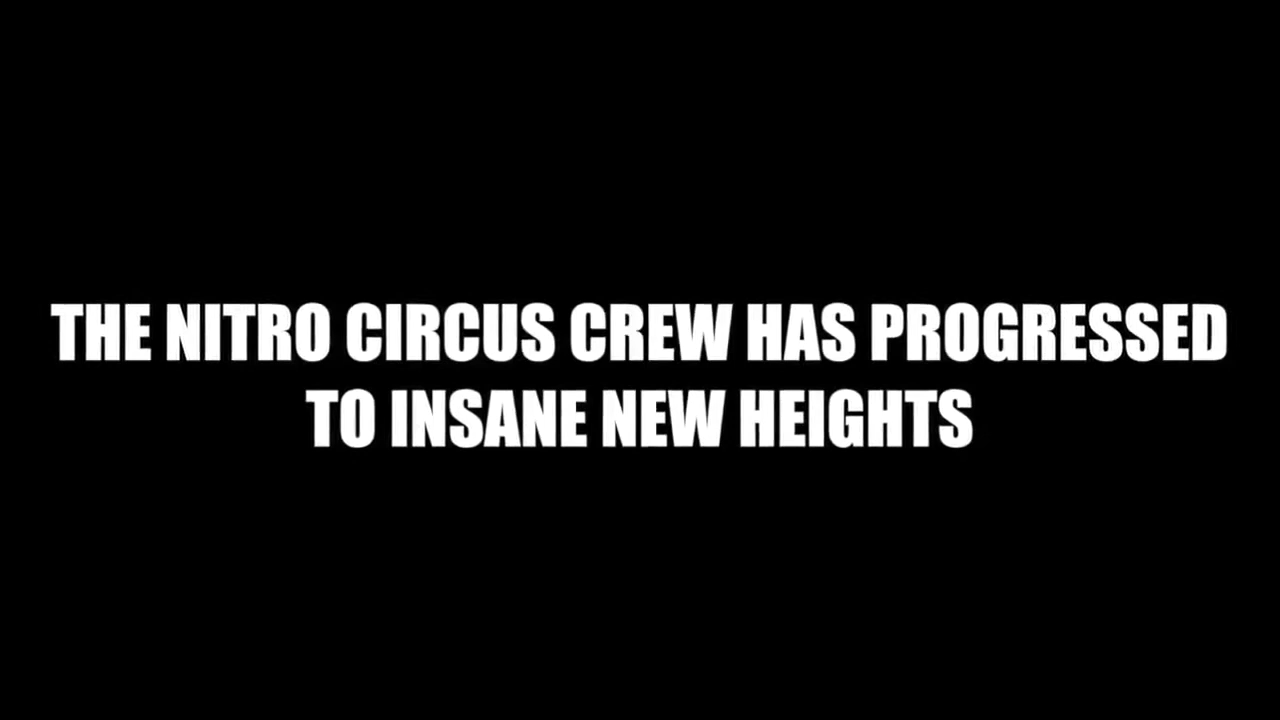 THE NITRO CIRCUS CREW HAS PROGRESSED
TO INSANE NEW HEIGHTS